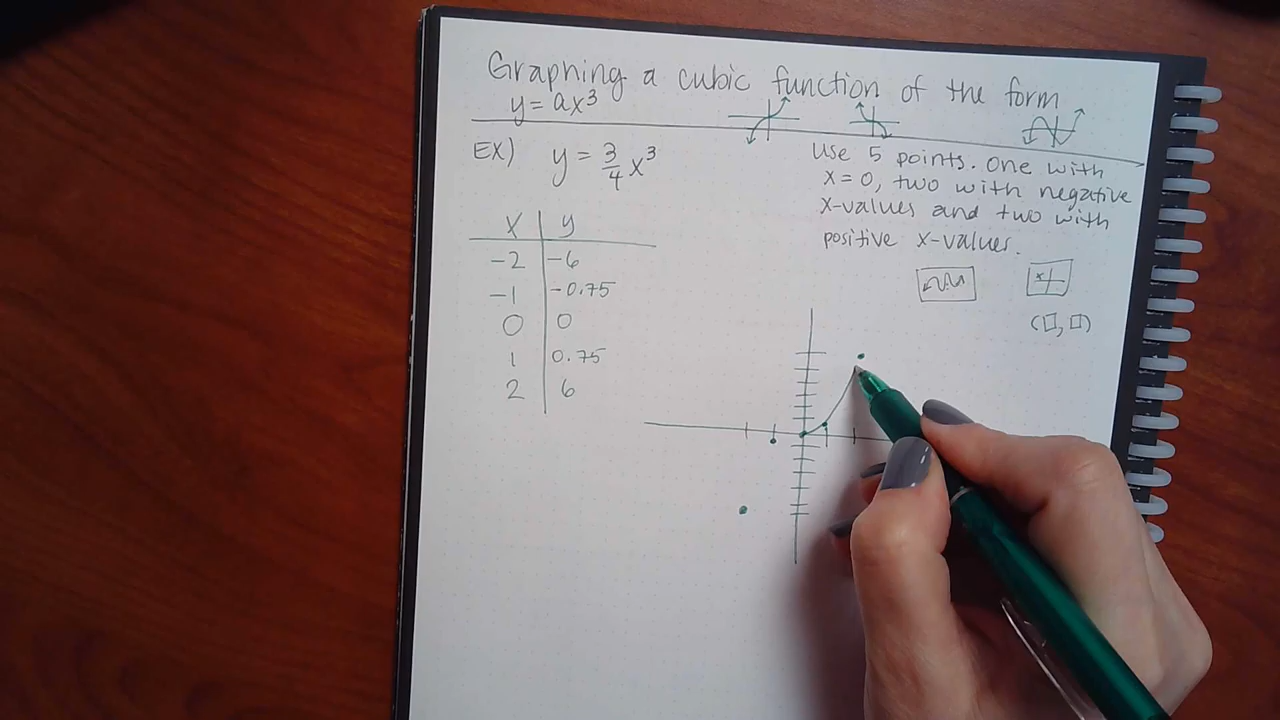 Graphing a cubic function of the form
y = ax³
EX) y = 3/4 x³
Use 5 points. One with
x=0, two with negative
x-values and two with
positive x-values.
x | y
-2 | -6
-1 | -0.75
0 | 0
1 | 0.75
2 | 6
(□, □)